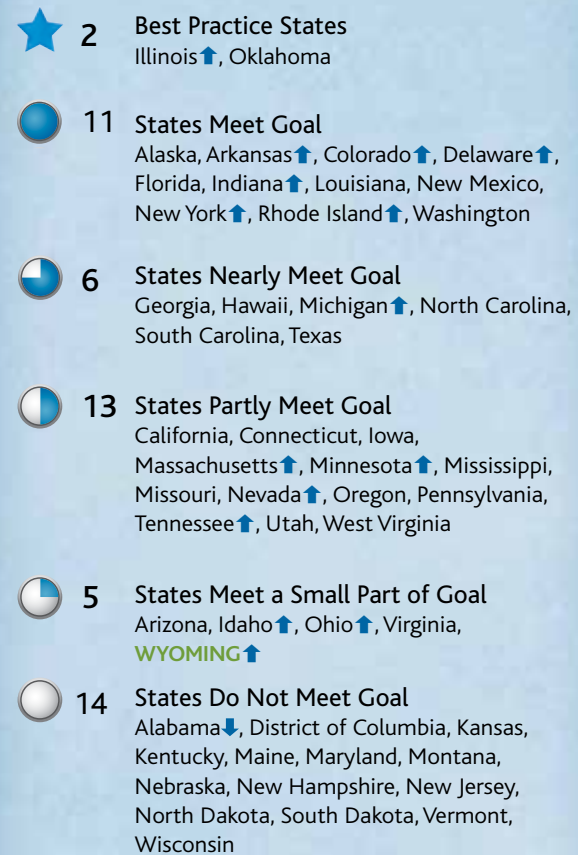 2 Best Practice States
Illinois⬆, Oklahoma
11 States Meet Goal
Alaska, Arkansas⬆, Colorado⬆, Delaware⬆,
Florida, Indiana⬆, Louisiana, New Mexico,
New York⬆, Rhode Island⬆, Washington
6 States Nearly Meet Goal
Georgia, Hawaii, Michigan⬆, North Carolina,
South Carolina, Texas
13 States Partly Meet Goal
California, Connecticut, Iowa,
Massachusetts⬆, Minnesota⬆, Mississippi,
Missouri, Nevada⬆, Oregon, Pennsylvania,
Tennessee⬆, Utah, West Virginia
5 States Meet a Small Part of Goal
Arizona, Idaho⬆, Ohio⬆, Virginia,
WYOMING⬆
14 States Do Not Meet Goal
Alabama⬇, District of Columbia, Kansas,
Kentucky, Maine, Maryland, Montana,
Nebraska, New Hampshire, New Jersey,
North Dakota, South Dakota, Vermont,
Wisconsin